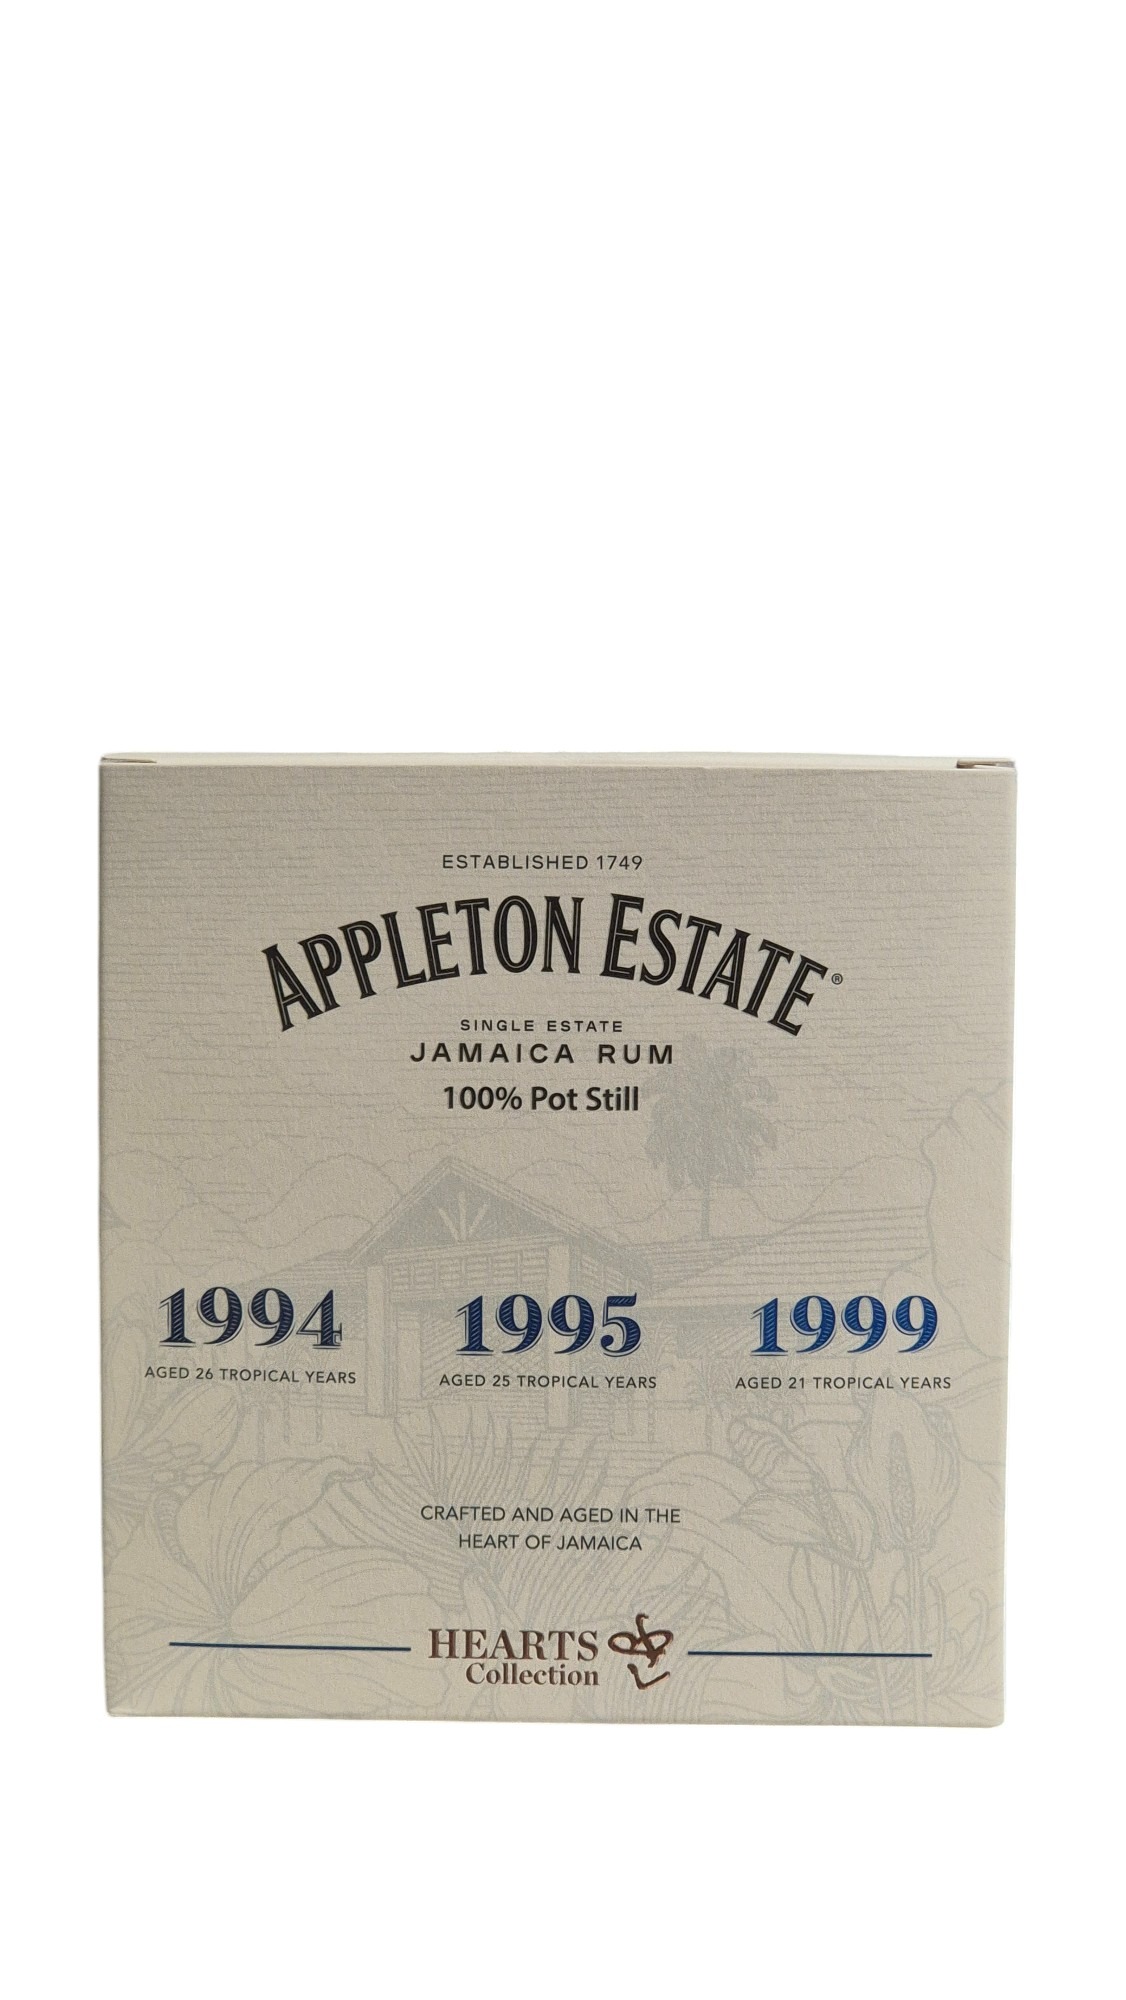 ESTABLISHED 1749
APPLETON ESTATE®
SINGLE ESTATE
JAMAICA RUM
100% Pot Still
1994
AGED 26 TROPICAL YEARS
1995
AGED 25 TROPICAL YEARS
1999
AGED 21 TROPICAL YEARS
CRAFTED AND AGED IN THE
HEART OF JAMAICA
HEARTS
Collection